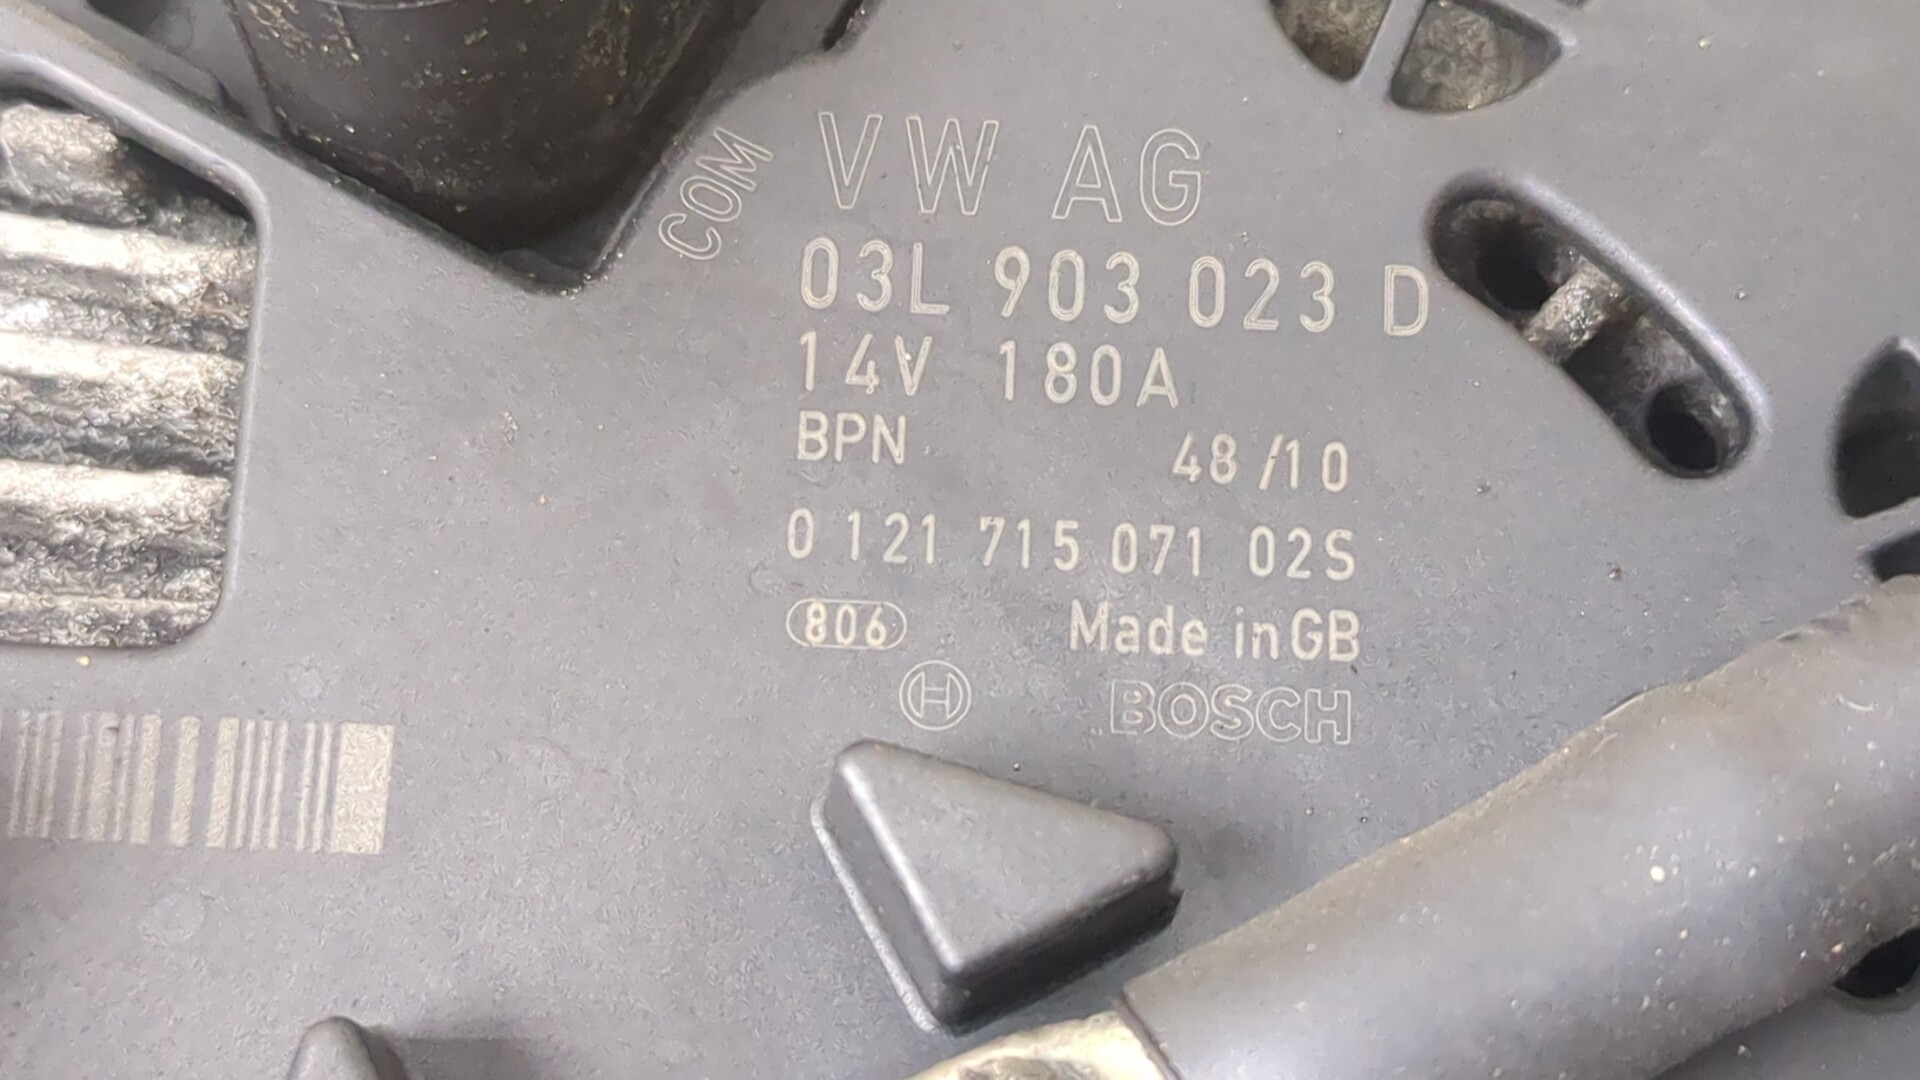 COM
VW AG
03L 903 023 D
14V 180A
BPN 48/10
0 121 715 071 02S
806 Made in GB
BOSCH